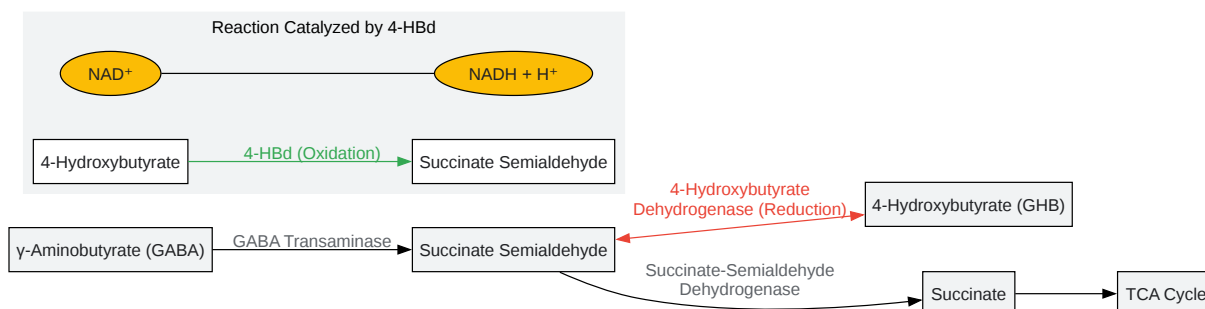 Reaction Catalyzed by 4-HBd
NAD⁺
NADH + H⁺
4-Hydroxybutyrate
4-HBd (Oxidation)
Succinate Semialdehyde
4-Hydroxybutyrate
Dehydrogenase (Reduction)
4-Hydroxybutyrate (GHB)
γ-Aminobutyrate (GABA)
GABA Transaminase
Succinate Semialdehyde
Succinate-Semialdehyde
Dehydrogenase
Succinate
TCA Cycle